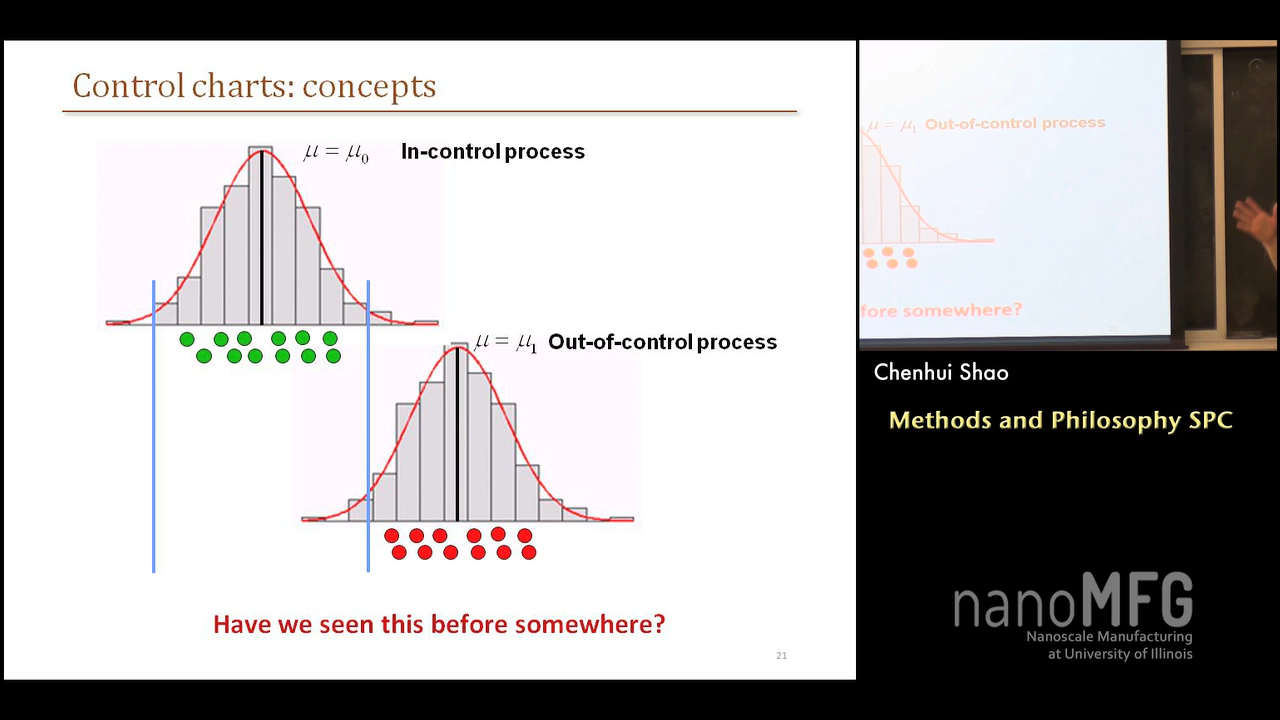 Control charts: concepts
μ = μ₀ In-control process
μ = μ₁ Out-of-control process
Have we seen this before somewhere?
21
μ = μ₁ Out-of-control process
fore somewhere?
Chenhui Shao
Methods and Philosophy SPC
nanoMFG
Nanoscale Manufacturing
at University of Illinois